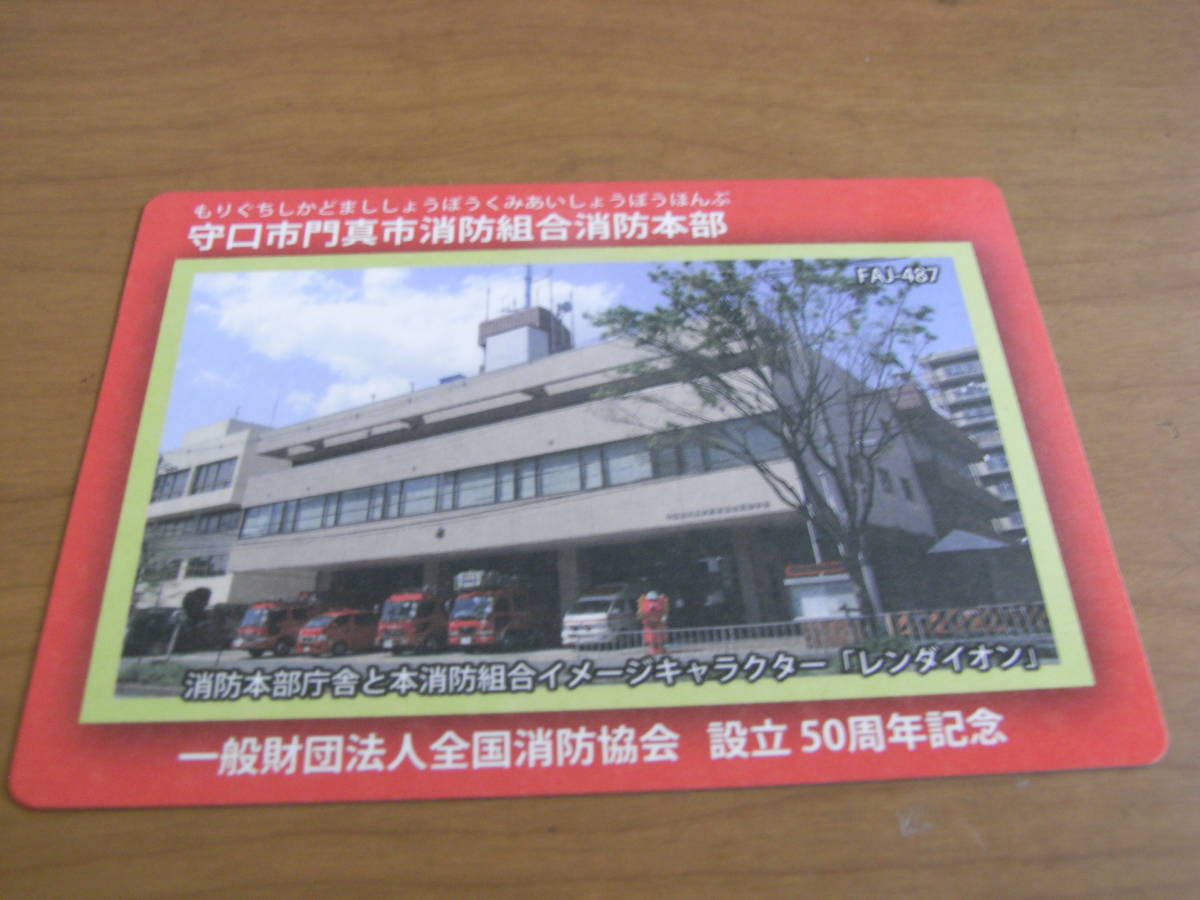 もりぐちしかどまししょうぼうくみあいしょうぼうほんぶ
守口市門真市消防組合消防本部
FAJ-487
消防本部庁舎と本消防組合イメージキャラクター「レンダイオン」
一般財団法人全国消防協会 設立50周年記念